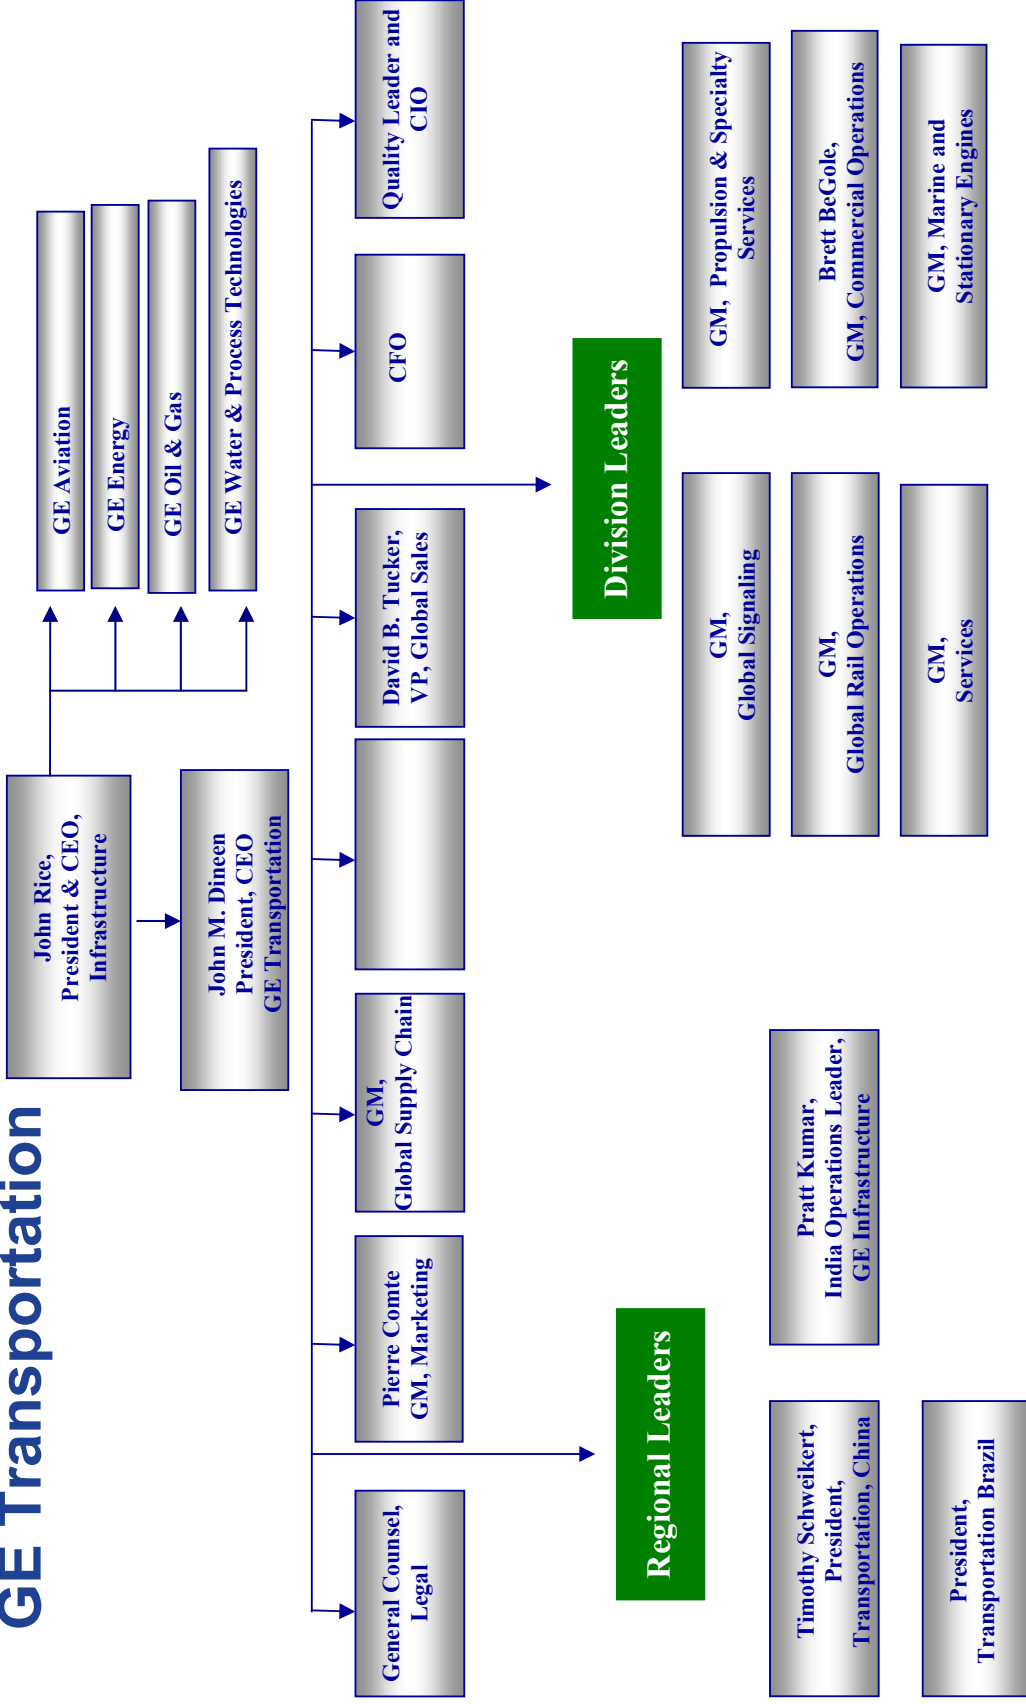 GE Transportation
John Rice,
President & CEO,
Infrastructure
GE Aviation
GE Energy
GE Oil & Gas
GE Water & Process Technologies
John M. Dineen
President, CEO
GE Transportation
General Counsel,
Legal
Pierre Comte
GM, Marketing
GM,
Global Supply Chain
David B. Tucker,
VP, Global Sales
CFO
Quality Leader and
CIO
Regional Leaders
Timothy Schweikert,
President,
Transportation, China
Pratt Kumar,
India Operations Leader,
GE Infrastructure
President,
Transportation Brazil
Division Leaders
GM,
Global Signaling
GM, Propulsion & Specialty
Services
GM,
Global Rail Operations
Brett BeGole,
GM, Commercial Operations
GM,
Services
GM, Marine and
Stationary Engines